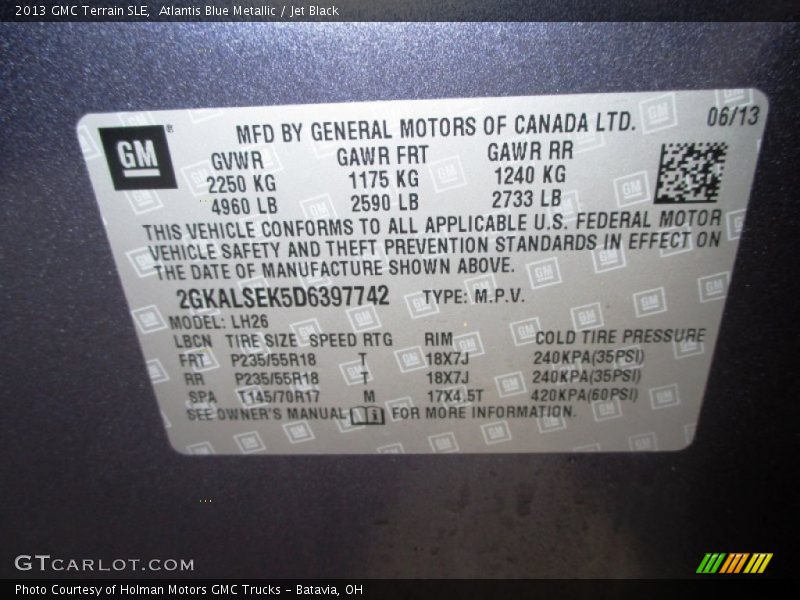 2013 GMC Terrain SLE,  Atlantis Blue Metallic / Jet Black
GM
®
MFD BY GENERAL MOTORS OF CANADA LTD.
06/13
GVWR GAWR FRT GAWR RR
2250 KG 1175 KG 1240 KG
4960 LB 2590 LB 2733 LB
THIS VEHICLE CONFORMS TO ALL APPLICABLE U.S. FEDERAL MOTOR
VEHICLE SAFETY AND THEFT PREVENTION STANDARDS IN EFFECT ON
THE DATE OF MANUFACTURE SHOWN ABOVE.
2GKALSEK5D6397742 TYPE: M.P.V.
MODEL: LH26
LBCN TIRE SIZE SPEED RTG RIM COLD TIRE PRESSURE
FRT P235/55R18 T 18X7J 240KPA(35PSI)
RR P235/55R18 T 18X7J 240KPA(35PSI)
SPA T145/70R17 M 17X4.5T 420KPA(60PSI)
SEE OWNER'S MANUAL i FOR MORE INFORMATION.
GTCARLOT.COM
Photo Courtesy of Holman Motors GMC Trucks - Batavia, OH